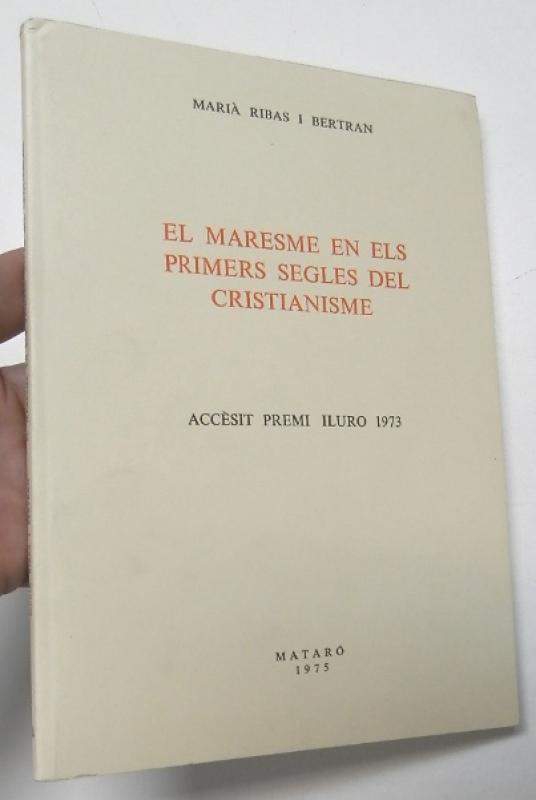 MARIÀ RIBAS I BERTRAN
EL MARESME EN ELS
PRIMERS SEGLES DEL
CRISTIANISME
ACCÈSIT PREMI ILURO 1973
MATARÓ
1975